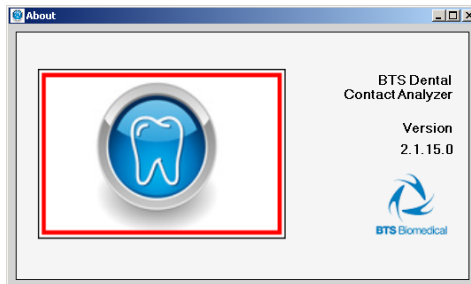 About
BTS Dental
Contact Analyzer
Version
2.1.15.0
BTS Biomedical